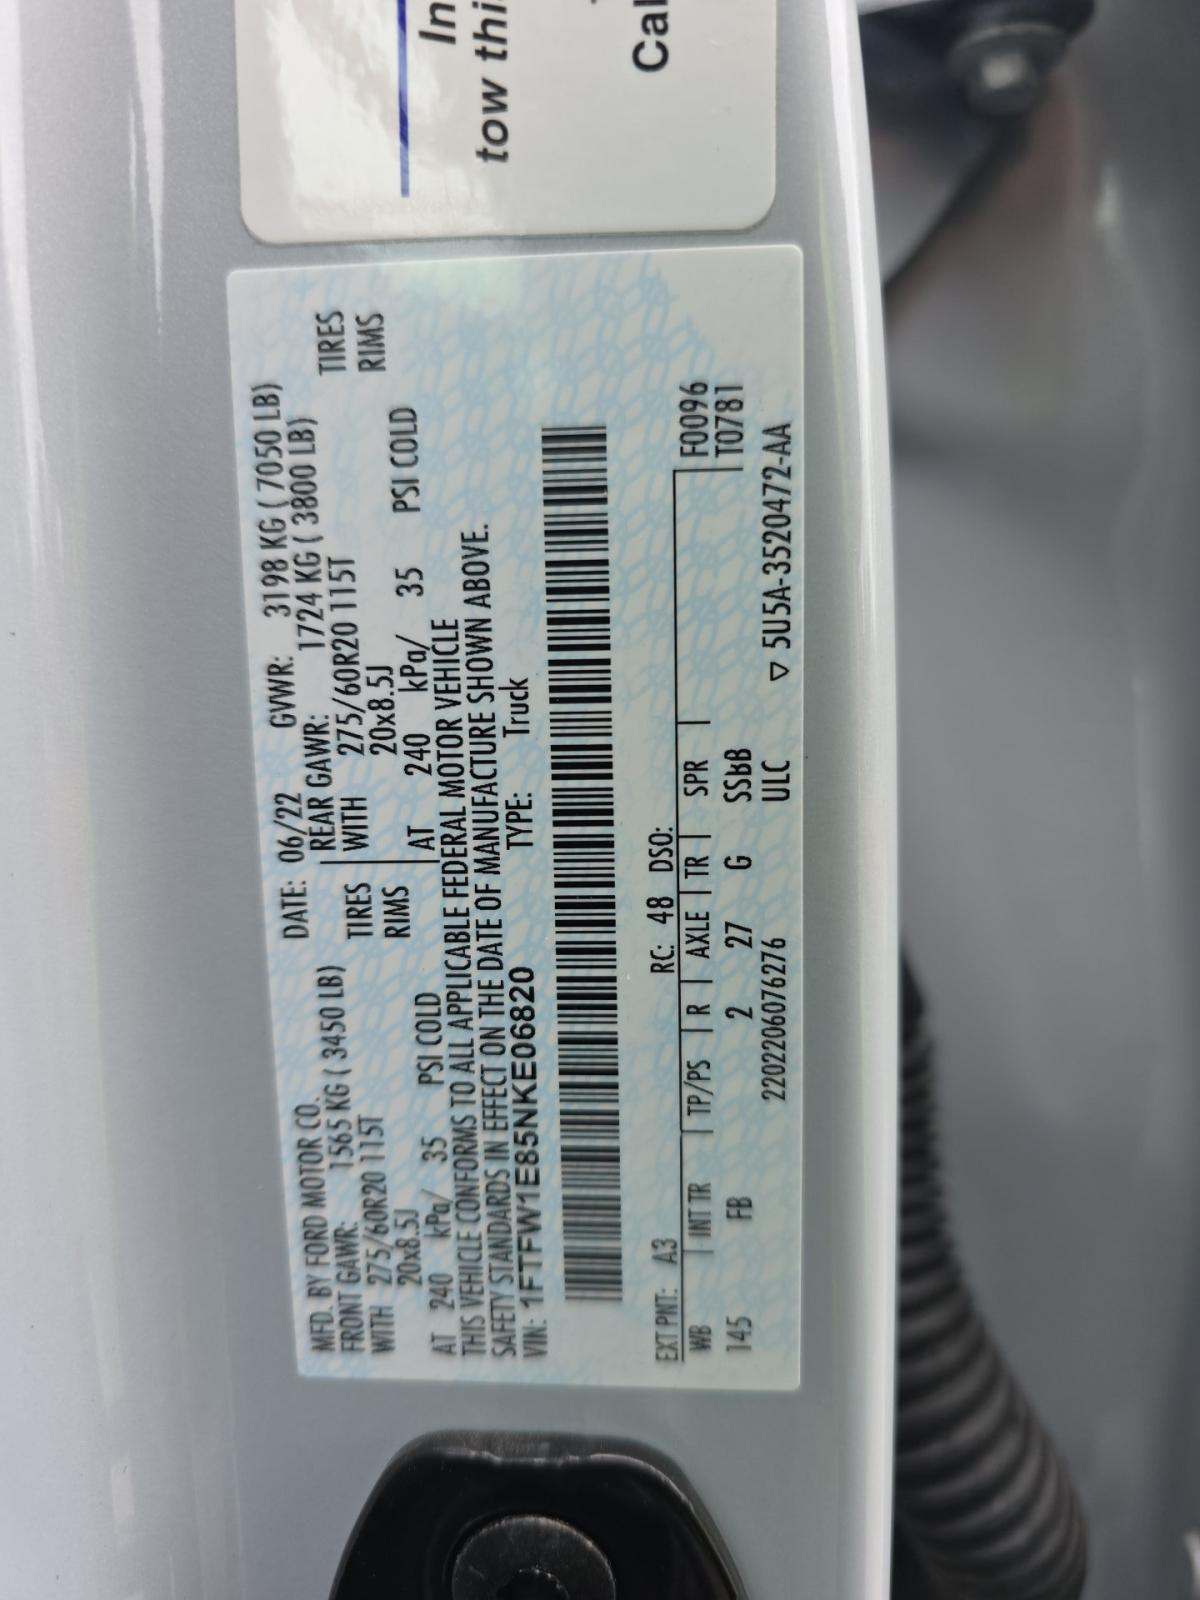 In
tow thi
Cal
MFD. BY FORD MOTOR CO. DATE: 06/22 GVWR: 3198 KG ( 7050 LB)
FRONT GAWR: 1565 KG ( 3450 LB) REAR GAWR: 1724 KG ( 3800 LB)
WITH 275/60R20 115T TIRES WITH 275/60R20 115T TIRES
20x8.5J RIMS 20x8.5J RIMS
AT 240 kPa/ 35 PSI COLD AT 240 kPa/ 35 PSI COLD
THIS VEHICLE CONFORMS TO ALL APPLICABLE FEDERAL MOTOR VEHICLE
SAFETY STANDARDS IN EFFECT ON THE DATE OF MANUFACTURE SHOWN ABOVE.
VIN: 1FTFW1E85NKE06820 TYPE: Truck
EXT PNT: A3 RC: 48 DSO:
WB INT TR TP/PS R AXLE TR SPR F0096
145 FB 2 27 G SSbB T0781
2202206076276 ULC ▽ 5U5A-3520472-AA